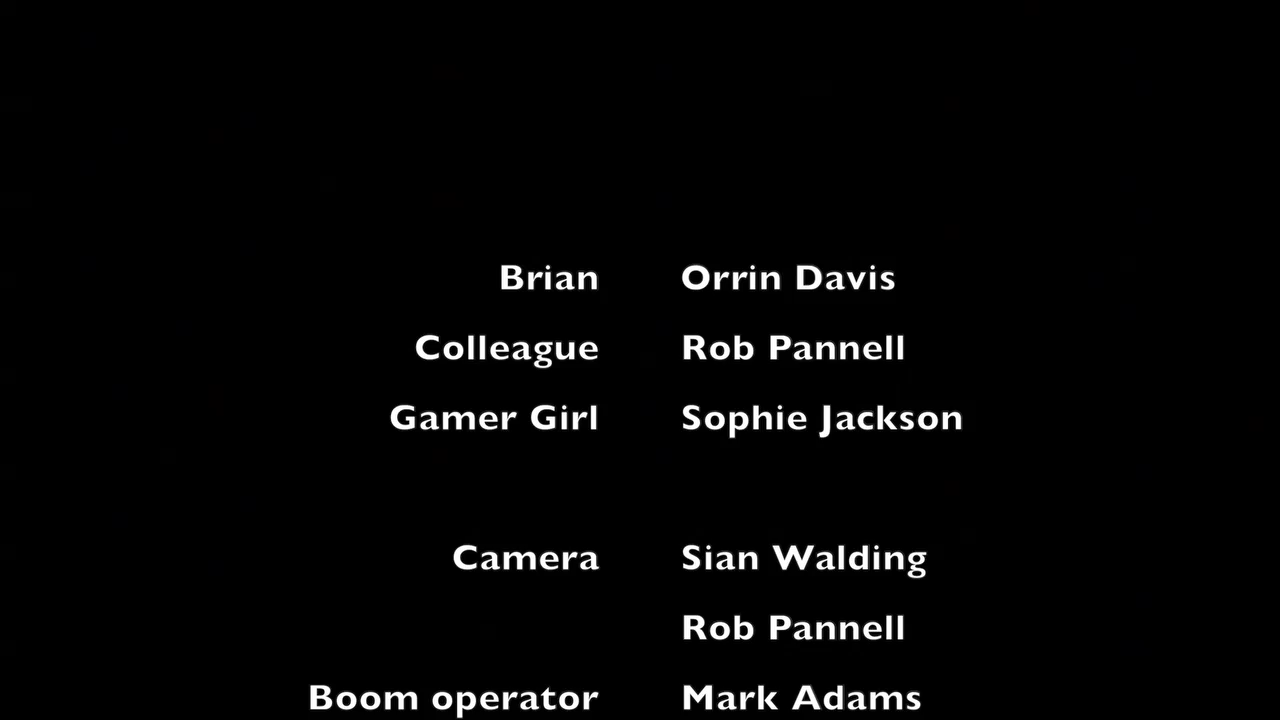 Brian Orrin Davis
Colleague Rob Pannell
Gamer Girl Sophie Jackson
Camera Sian Walding
Rob Pannell
Boom operator Mark Adams